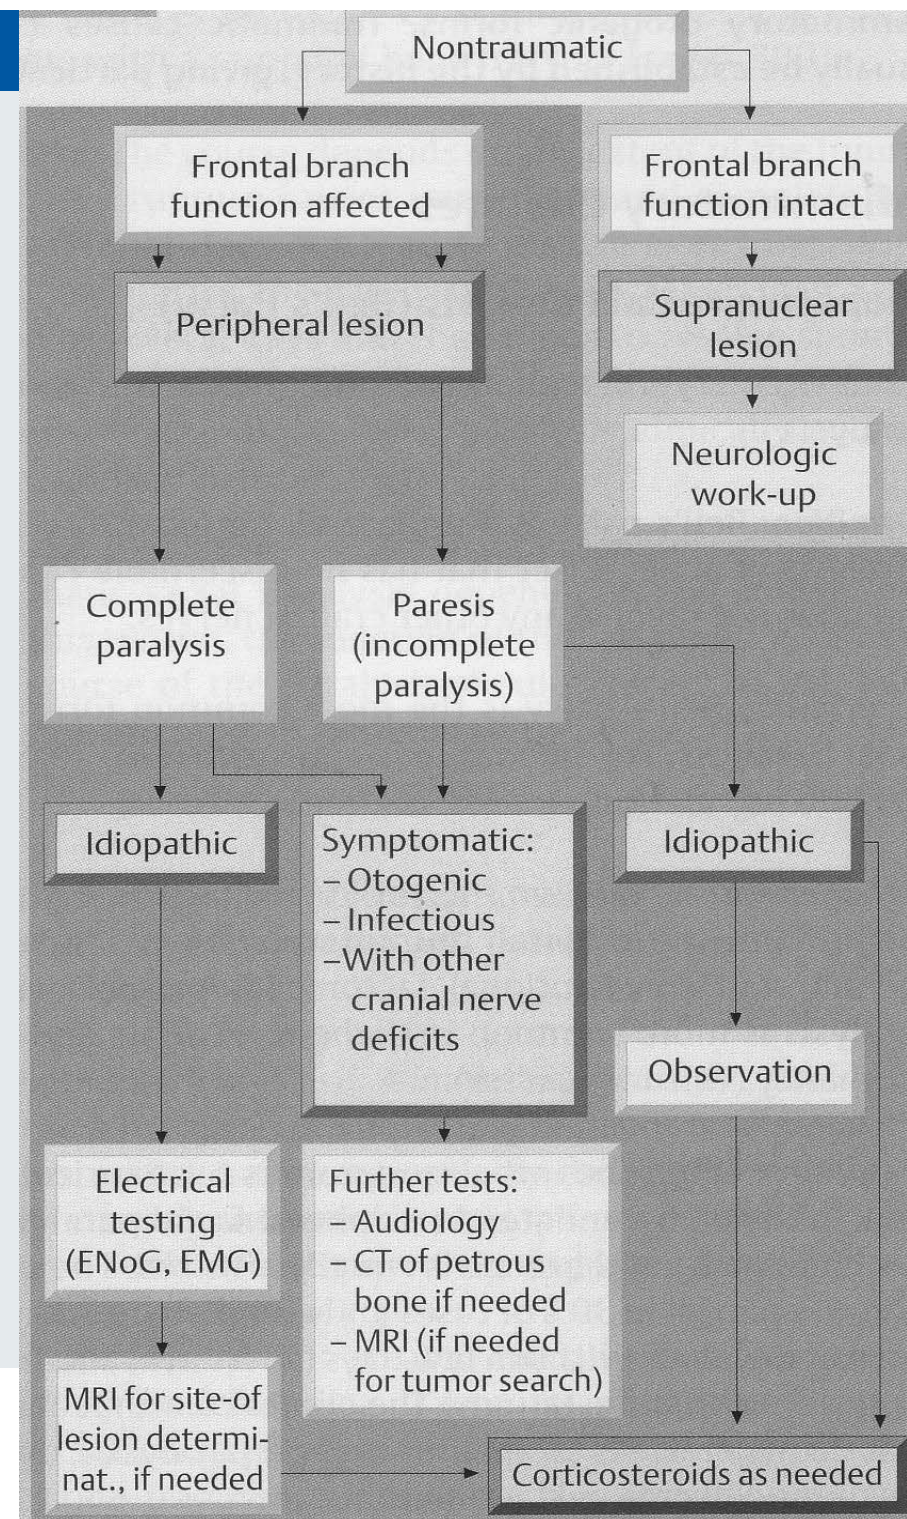 Nontraumatic
Frontal branch
function affected
Frontal branch
function intact
Peripheral lesion
Supranuclear
lesion
Neurologic
work-up
Complete
paralysis
Paresis
(incomplete
paralysis)
Idiopathic
Symptomatic:
– Otogenic
– Infectious
–With other
cranial nerve
deficits
Idiopathic
Observation
Electrical
testing
(ENoG, EMG)
Further tests:
– Audiology
– CT of petrous
bone if needed
– MRI (if needed
for tumor search)
MRI for site-of
lesion determi-
nat., if needed
Corticosteroids as needed